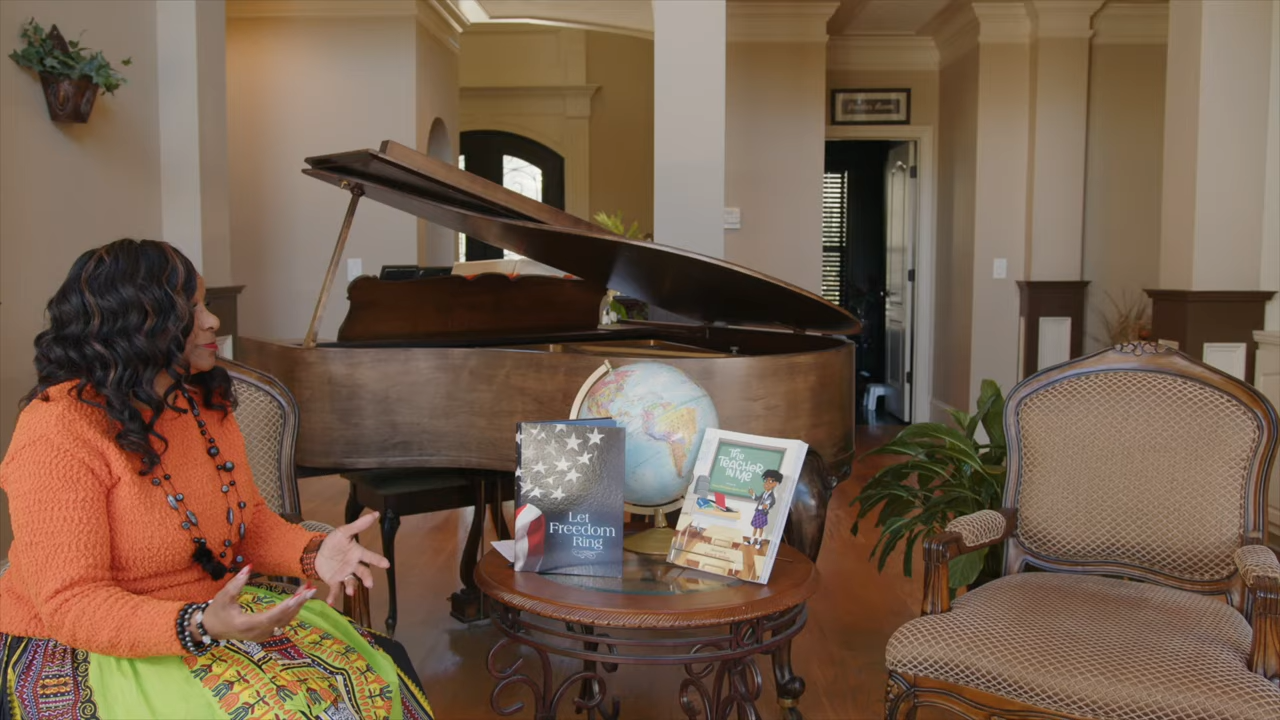 Let
Freedom
Ring
The
Teacher
in Me